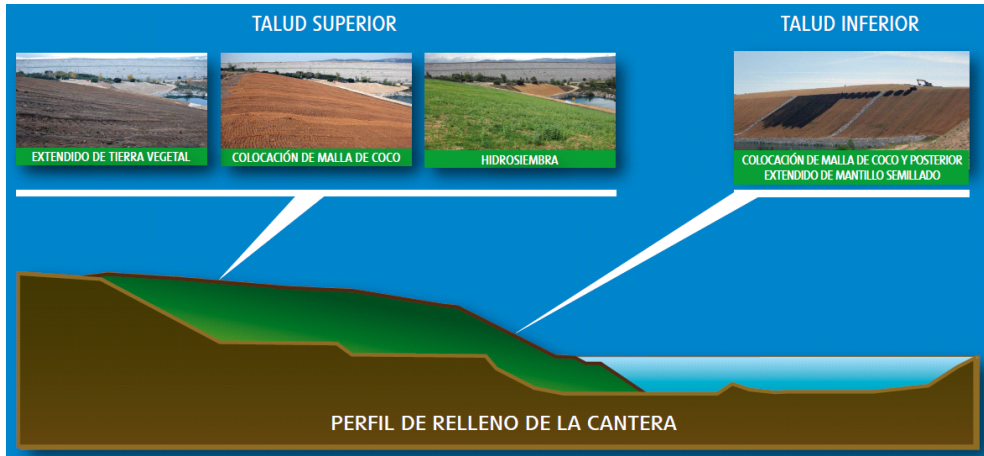 TALUD SUPERIOR
TALUD INFERIOR
EXTENDIDO DE TIERRA VEGETAL
COLOCACIÓN DE MALLA DE COCO
HIDROSIEMBRA
COLOCACIÓN DE MALLA DE COCO Y POSTERIOR
EXTENDIDO DE MANTILLO SEMILLADO
PERFIL DE RELLENO DE LA CANTERA